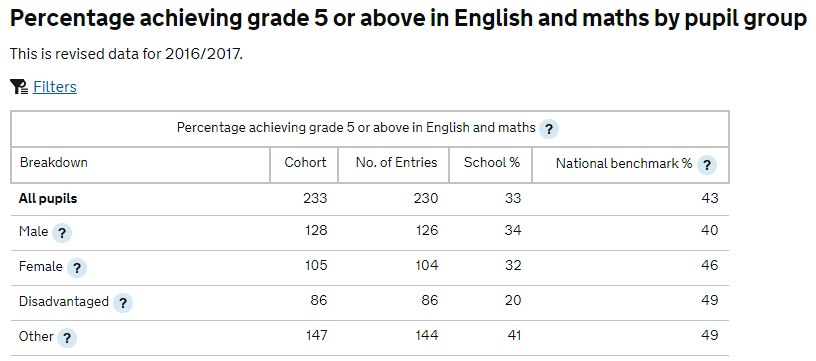 Percentage achieving grade 5 or above in English and maths by pupil group
This is revised data for 2016/2017.
Filters
Percentage achieving grade 5 or above in English and maths ?
Breakdown Cohort No. of Entries School % National benchmark % ?
All pupils 233 230 33 43
Male ? 128 126 34 40
Female ? 105 104 32 46
Disadvantaged ? 86 86 20 49
Other ? 147 144 41 49